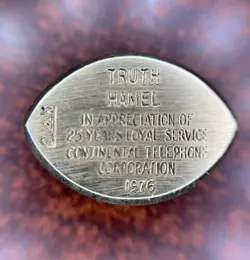 TRUTH
HAMEL
IN APPRECIATION OF
25 YEARS LOYAL SERVICE
CONTINENTAL TELEPHONE
CORPORATION
1976